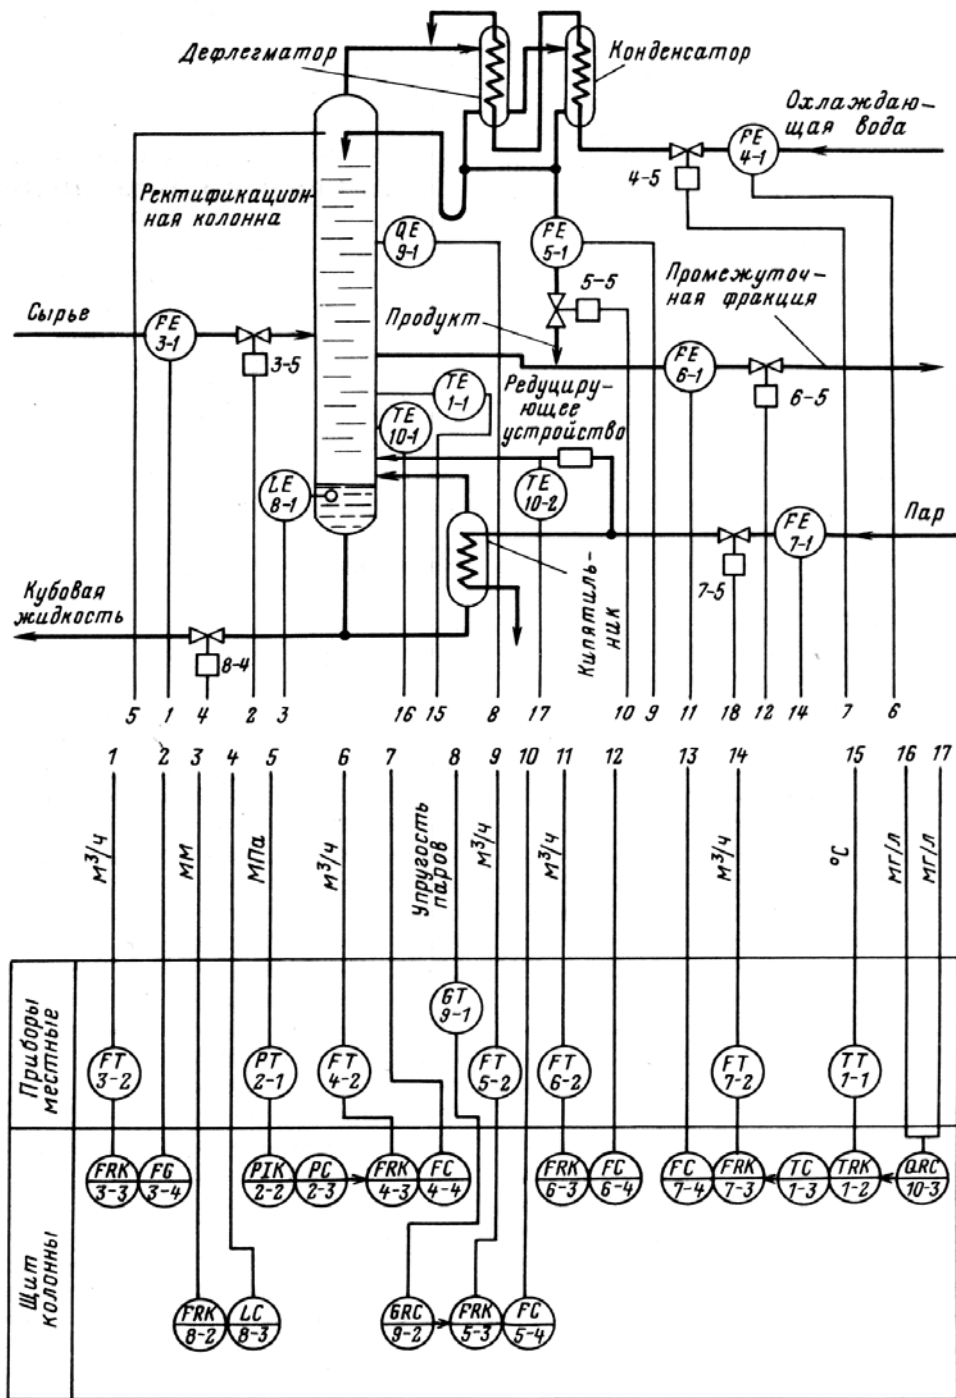 Дефлегматор
Конденсатор
Охлаждаю-
щая вода
FE
4-1
4-5
Ректификацион-
ная колонна
QE
9-1
FE
5-1
5-5
Промежуточ-
ная фракция
Сырье
FE
3-1
3-5
Продукт
FE
6-1
6-5
TE
1-1
TE
10-1
Редуцирую-
ющее
устройство
LE
8-1
TE
10-2
FE
7-1
Пар
7-5
Кубовая
жидкость
8-4
Кипятиль-
ник
5 1 4 2 3 16 15 8 17 10 9 11 18 12 14 7 6
1 2 3 4 5 6 7 8 9 10 11 12 13 14 15 16 17
м³/ч
мм
МПа
м³/ч
Упругость
паров
м³/ч
м³/ч
м³/ч
°C
мг/л
мг/л
Приборы
местные
GT
9-1
FT
3-2
PT
2-1
FT
4-2
FT
5-2
FT
6-2
FT
7-2
TT
1-1
Щит
колонны
FRK
3-3
FG
3-4
PIK
2-2
PC
2-3
FRK
4-3
FC
4-4
FRK
6-3
FC
6-4
FC
7-4
FRK
7-3
TC
1-3
TRK
1-2
QRC
10-3
FRK
8-2
LC
8-3
GRC
9-2
FRK
5-3
FC
5-4